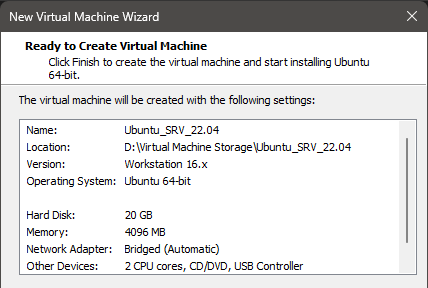 New Virtual Machine Wizard
Ready to Create Virtual Machine
Click Finish to create the virtual machine and start installing Ubuntu
64-bit.
The virtual machine will be created with the following settings:
Name: Ubuntu_SRV_22.04
Location: D:\Virtual Machine Storage\Ubuntu_SRV_22.04
Version: Workstation 16.x
Operating System: Ubuntu 64-bit
Hard Disk: 20 GB
Memory: 4096 MB
Network Adapter: Bridged (Automatic)
Other Devices: 2 CPU cores, CD/DVD, USB Controller